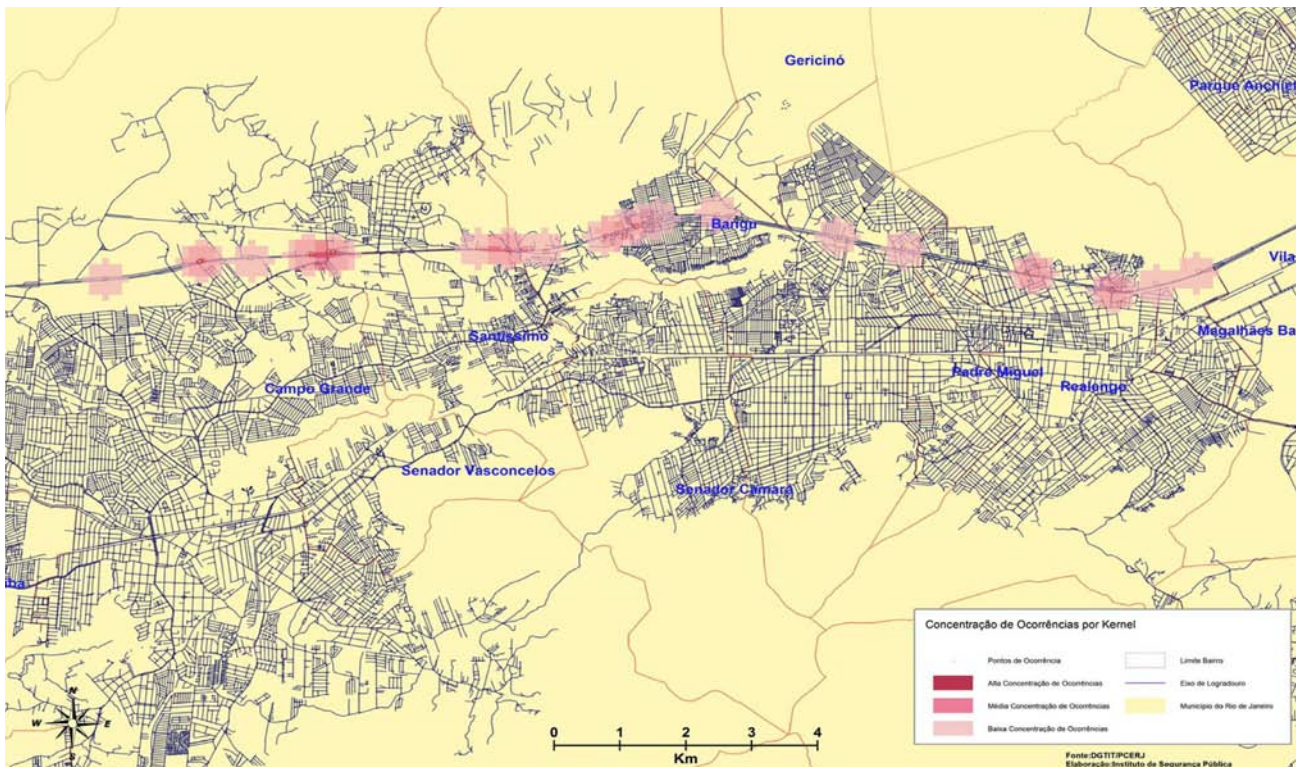 Gericinó
Parque Anchiet
Bangu
Vila
Magalhães Ba
Santíssimo
Padre Miguel
Realengo
Campo Grande
Senador Vasconcelos
Senador Camará
iba
Concentração de Ocorrências por Kernel
Pontos de Ocorrência
Limite Bairro
Alta Concentração de Ocorrências
Eixo de Logradouro
Média Concentração de Ocorrências
Município do Rio de Janeiro
Baixa Concentração de Ocorrências
N
W E
S
0 1 2 3 4
Km
Fonte:DGTIT/PCERJ
Elaboração:Instituto de Segurança Pública